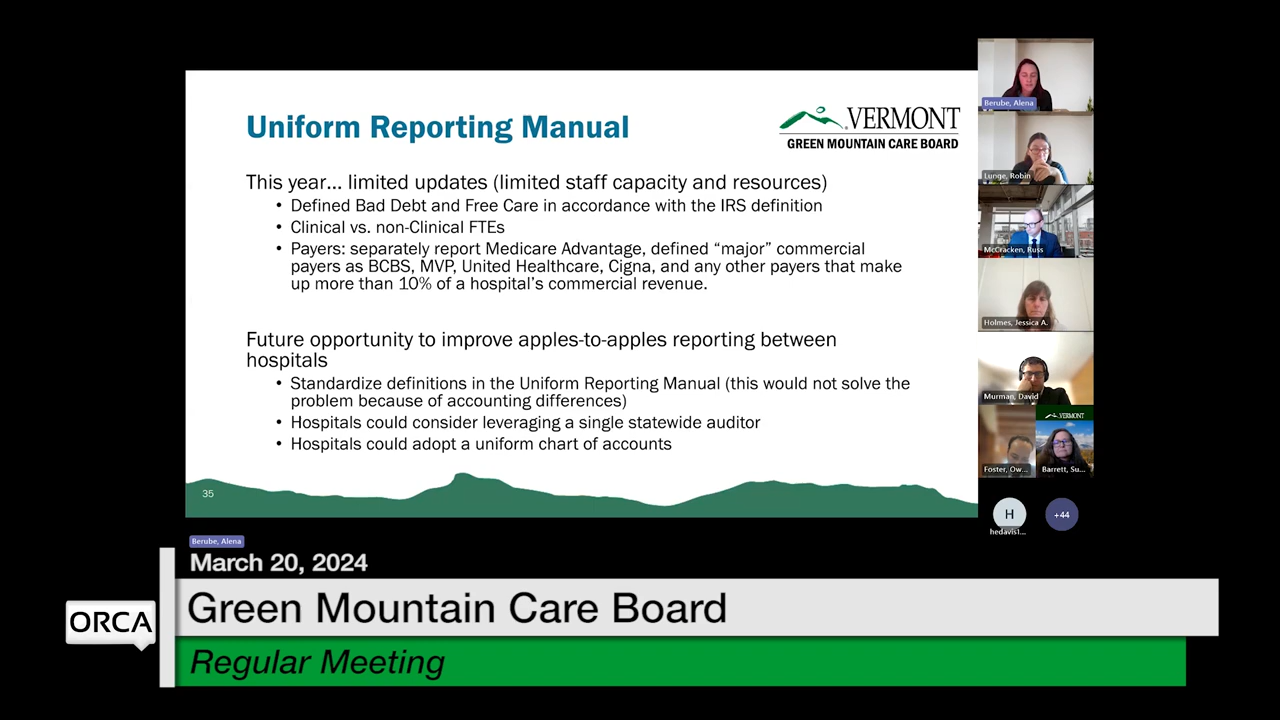 Uniform Reporting Manual
VERMONT
GREEN MOUNTAIN CARE BOARD
This year... limited updates (limited staff capacity and resources)
• Defined Bad Debt and Free Care in accordance with the IRS definition
• Clinical vs. non-Clinical FTEs
• Payers: separately report Medicare Advantage, defined “major” commercial
payers as BCBS, MVP, United Healthcare, Cigna, and any other payers that make
up more than 10% of a hospital’s commercial revenue.
Future opportunity to improve apples-to-apples reporting between
hospitals
• Standardize definitions in the Uniform Reporting Manual (this would not solve the
problem because of accounting differences)
• Hospitals could consider leveraging a single statewide auditor
• Hospitals could adopt a uniform chart of accounts
35
Berube, Alena
Lunge, Robin
McCracken, Russ
Holmes, Jessica A.
Murman, David
VERMONT
Foster, Ow...
Barrett, Su...
H
+44
hedavis1...
Berube, Alena
March 20, 2024
ORCA
Green Mountain Care Board
Regular Meeting